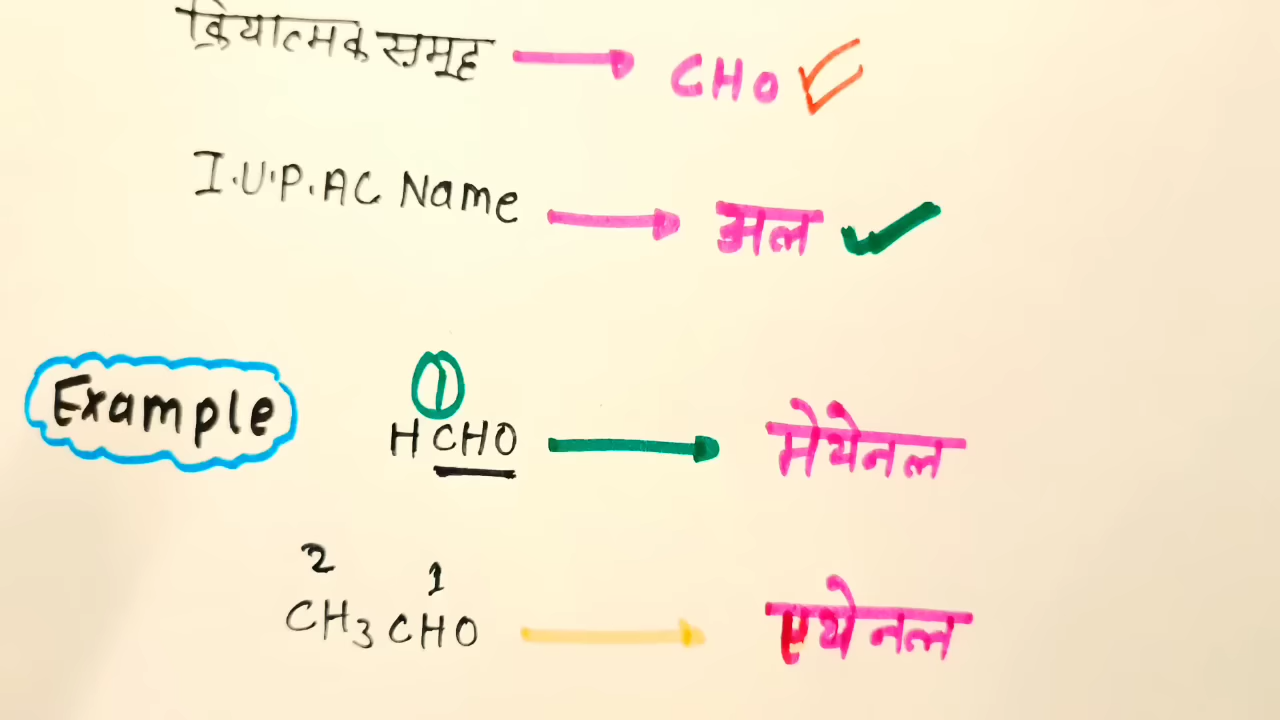 क्रियात्मक समूह → CHO
I.U.P.AC Name → अल
Example
1
HCHO → मेथेनल
2 1
CH3CHO → एथेनल